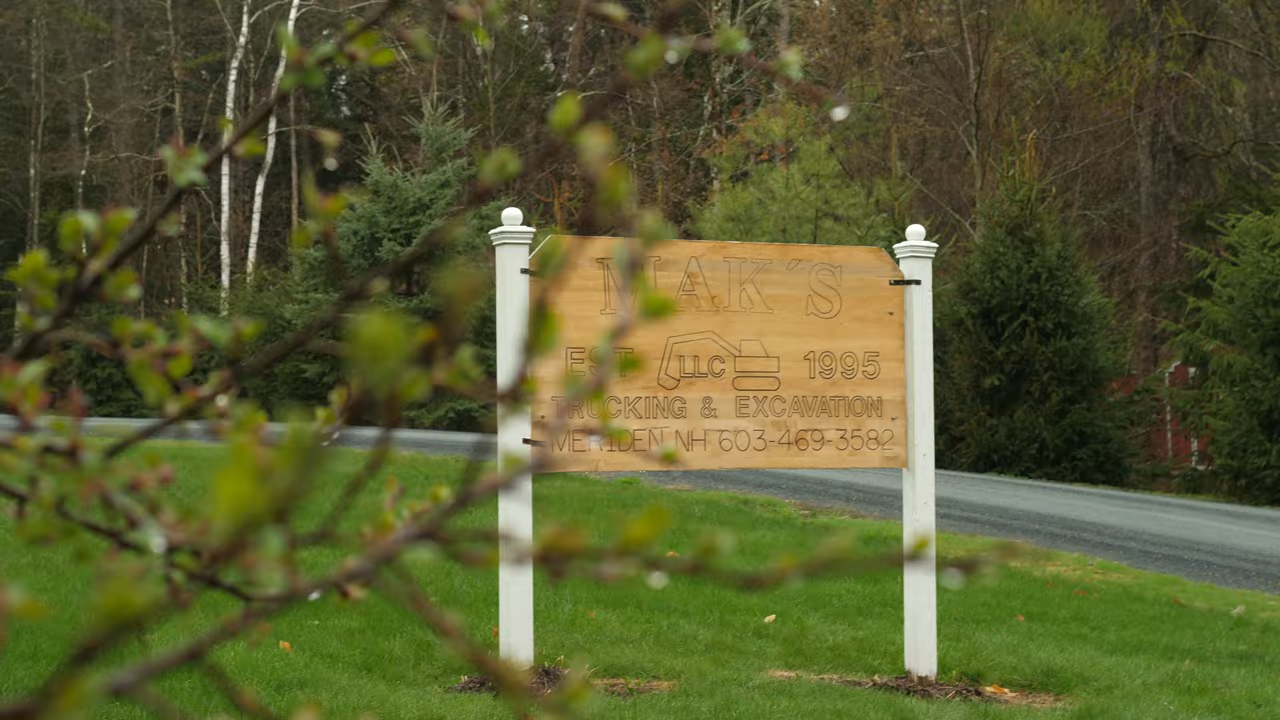 MAK'S
EST LLC 1995
TRUCKING & EXCAVATION
MERIDEN NH 603-469-3582